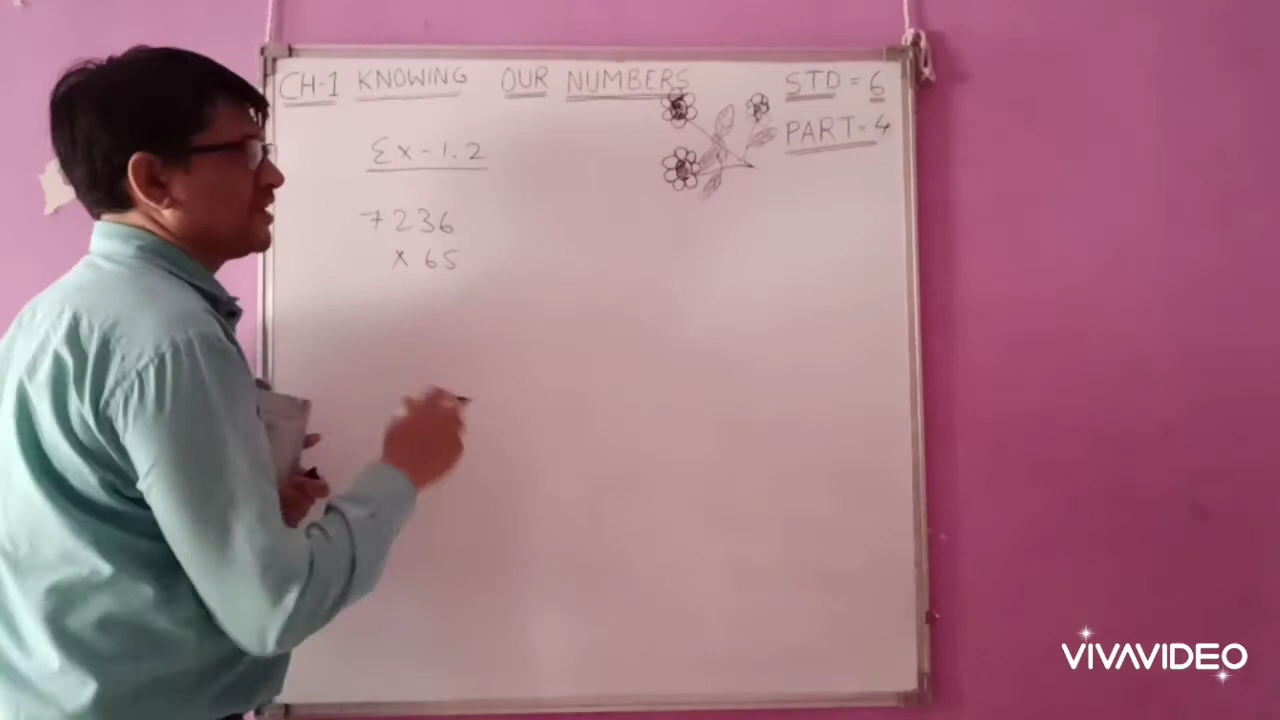 CH-1 KNOWING OUR NUMBERS STD = 6
PART-4
Ex-1.2
7236
× 65
VIVAVIDEO